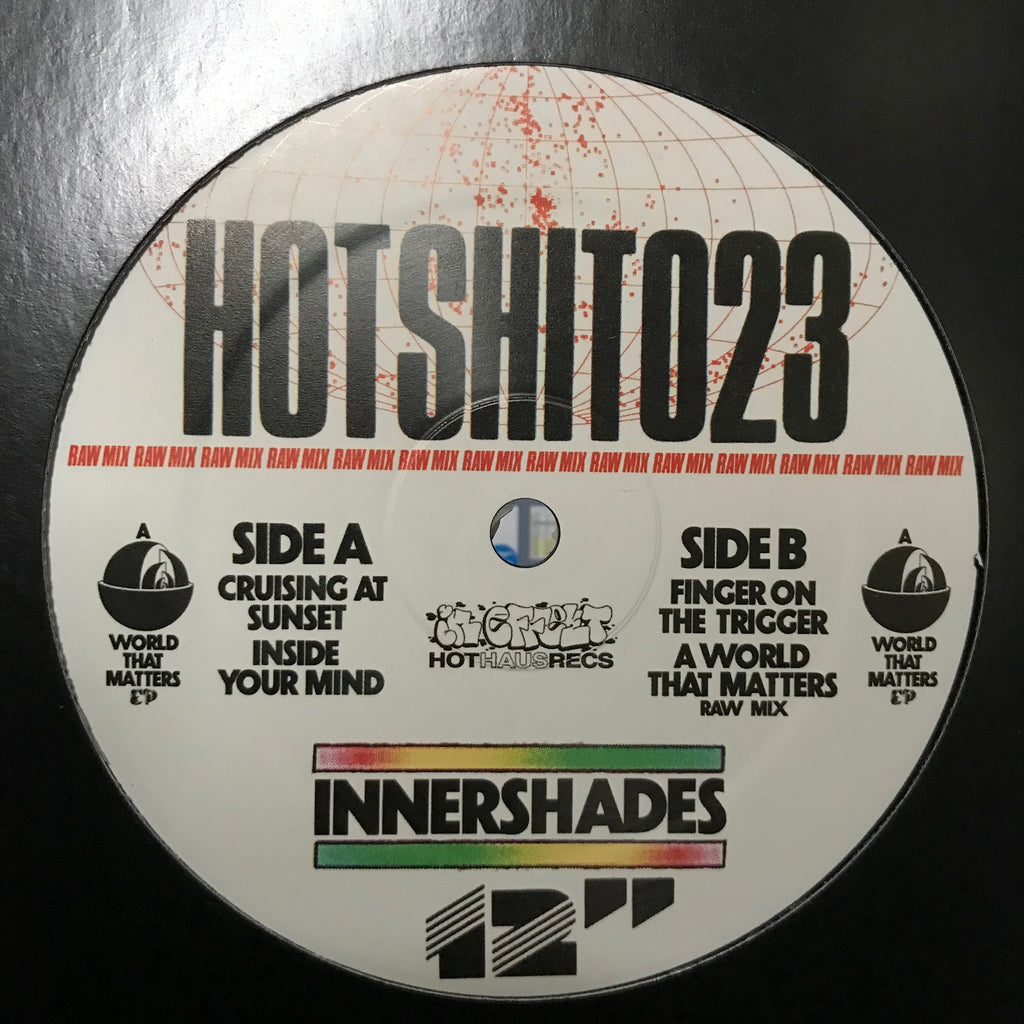 HOTSHIT023
RAW MIX RAW MIX RAW MIX RAW MIX RAW MIX RAW MIX RAW MIX RAW MIX RAW MIX RAW MIX RAW MIX RAW MIX RAW MIX RAW MIX
A
WORLD
THAT
MATTERS
EP
SIDE A
CRUISING AT
SUNSET
INSIDE
YOUR MIND
IN EFFECT
HOTHAUSRECS
SIDE B
FINGER ON
THE TRIGGER
A WORLD
THAT MATTERS
RAW MIX
A
WORLD
THAT
MATTERS
EP
INNERSHADES
12"